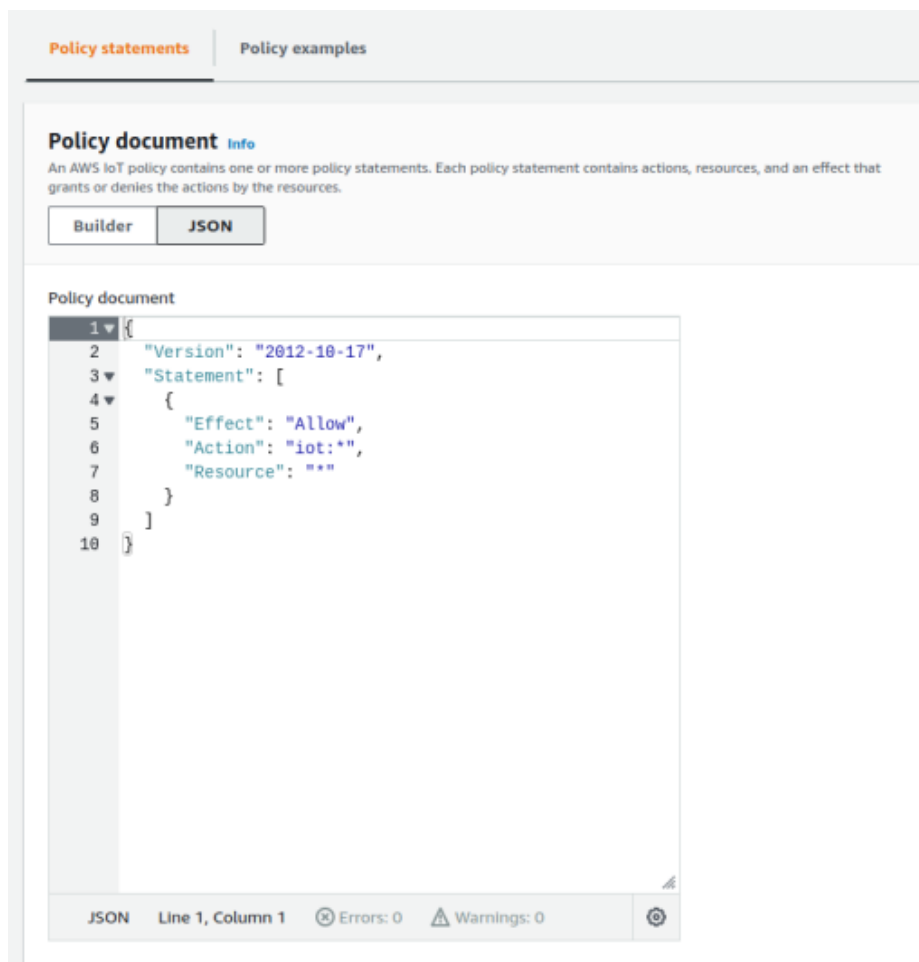 Policy statements Policy examples
Policy document Info
An AWS IoT policy contains one or more policy statements. Each policy statement contains actions, resources, and an effect that
grants or denies the actions by the resources.
Builder JSON
Policy document
1 {
2 "Version": "2012-10-17",
3 "Statement": [
4 {
5 "Effect": "Allow",
6 "Action": "iot:*",
7 "Resource": "*"
8 }
9 ]
10 }
JSON Line 1, Column 1 Errors: 0 Warnings: 0